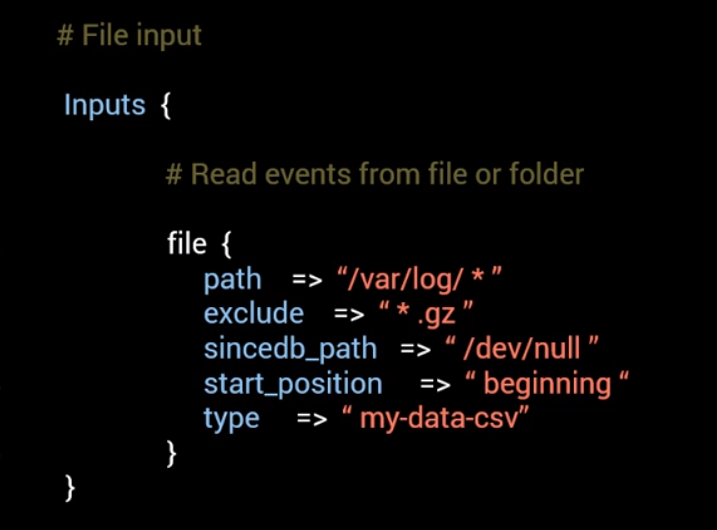 # File input
Inputs {
# Read events from file or folder
file {
path => “/var/log/ * ”
exclude => “ * .gz ”
sincedb_path => “ /dev/null ”
start_position => “ beginning “
type => “ my-data-csv”
}
}